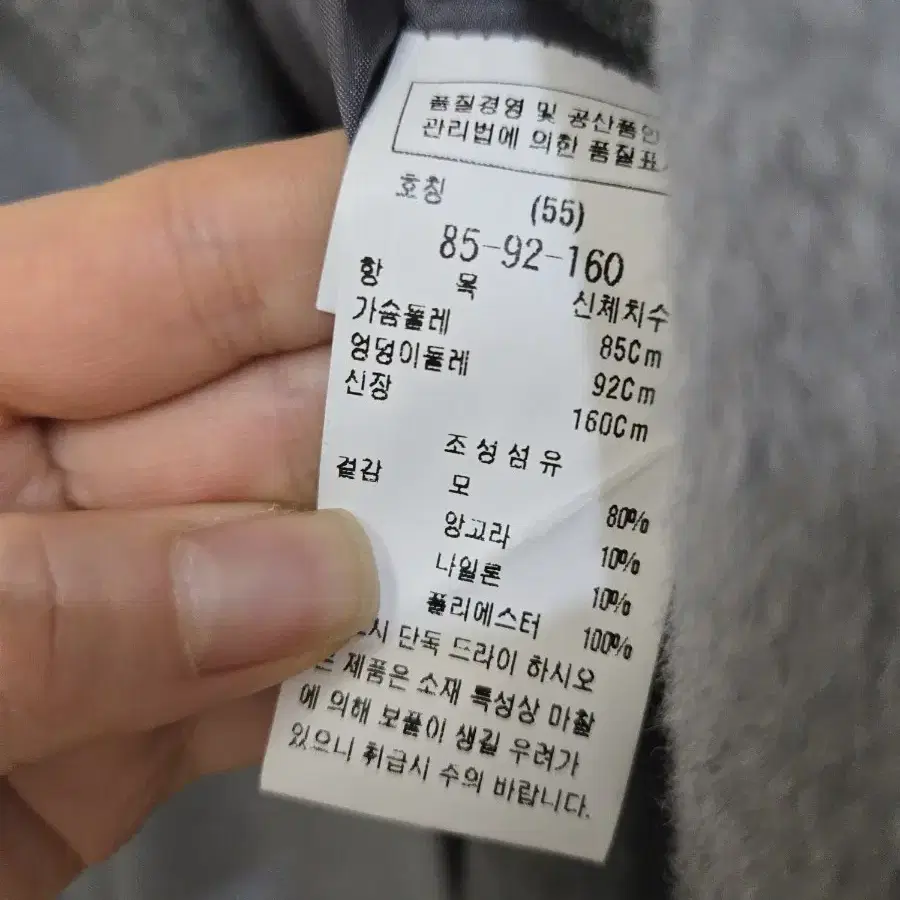 품질경영 및 공산품안
관리법에 의한 품질표
호칭 (55)
85-92-160
항 목 신체치수
가슴둘레 85Cm
엉덩이둘레 92Cm
신장 160Cm
조성섬유
겉감 모 80%
앙고라 10%
나일론 10%
폴리에스터 100%
시 단독 드라이 하시오
제품은 소재 특성상 마찰
에 의해 보풀이 생길 우려가
있으니 취급시 주의 바랍니다.